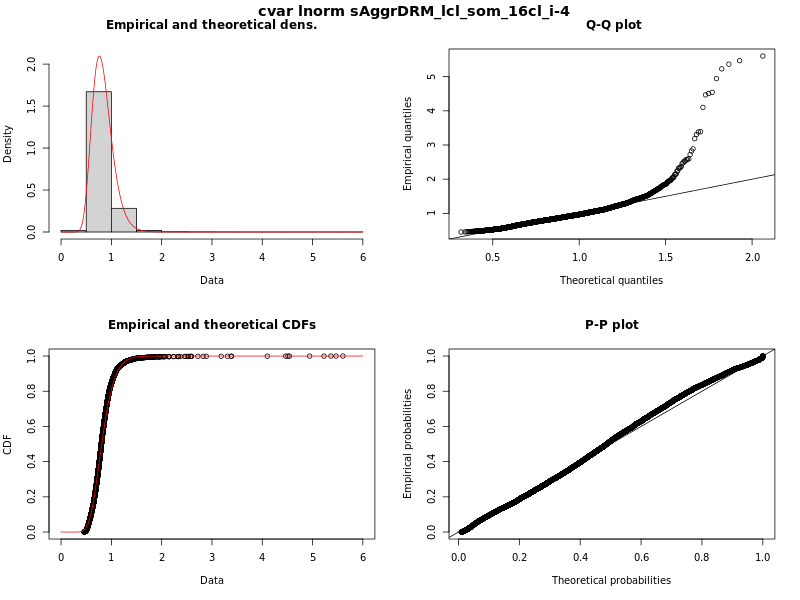 cvar lnorm sAggrDRM_lcl_som_16cl_i-4
Empirical and theoretical dens.
Density
0.0 0.5 1.0 1.5 2.0
0 1 2 3 4 5 6
Data
Q-Q plot
Empirical quantiles
1 2 3 4 5
0.5 1.0 1.5 2.0
Theoretical quantiles
Empirical and theoretical CDFs
CDF
0.0 0.2 0.4 0.6 0.8 1.0
0 1 2 3 4 5 6
Data
P-P plot
Empirical probabilities
0.0 0.2 0.4 0.6 0.8 1.0
0.0 0.2 0.4 0.6 0.8 1.0
Theoretical probabilities